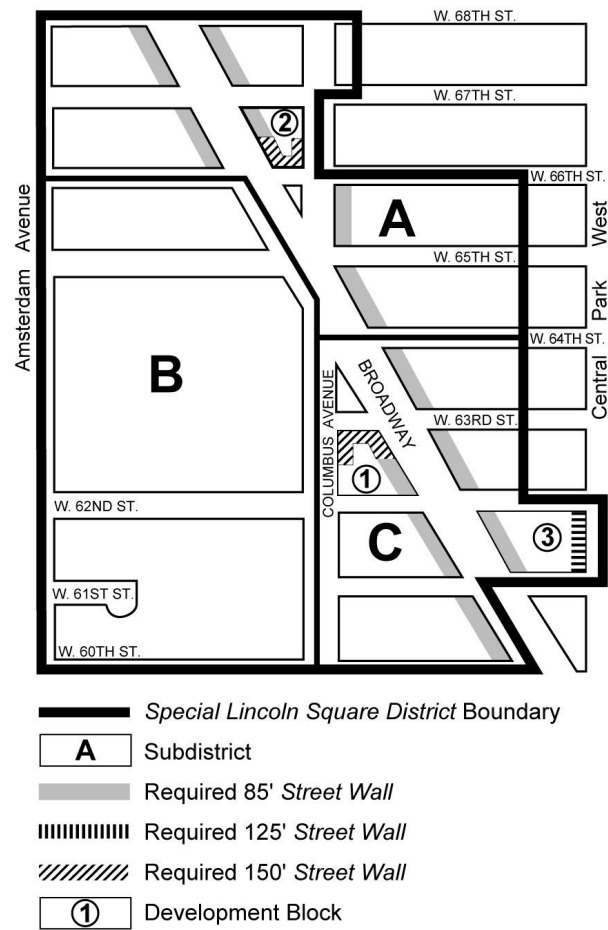 W. 68TH ST.
W. 67TH ST.
2
W. 66TH ST.
A
W. 65TH ST.
W. 64TH ST.
Amsterdam Avenue
Central Park West
B
BROADWAY
COLUMBUS AVENUE
W. 63RD ST.
1
W. 62ND ST.
C
3
W. 61ST ST.
W. 60TH ST.
Special Lincoln Square District Boundary
A Subdistrict
Required 85' Street Wall
Required 125' Street Wall
Required 150' Street Wall
1 Development Block